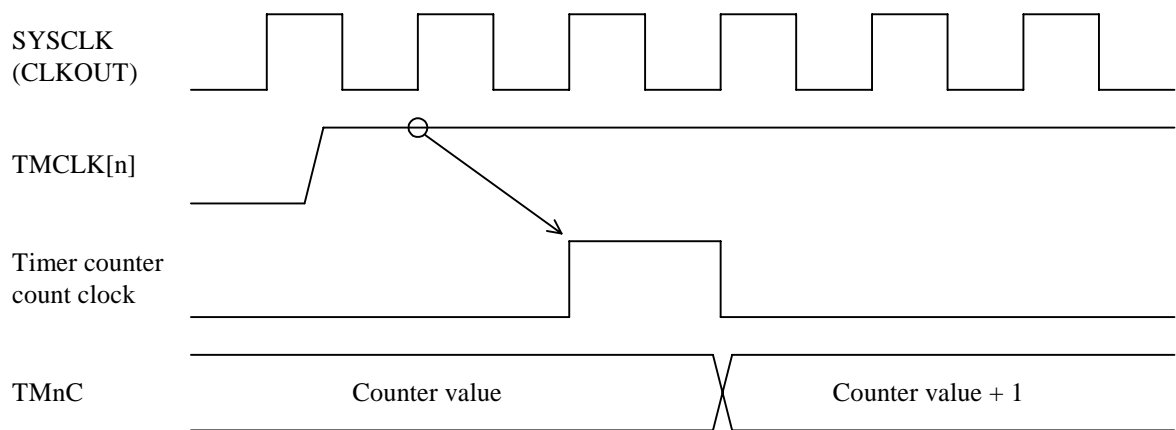 SYSCLK
(CLKOUT)
TMCLK[n]
Timer counter
count clock
TMnC
Counter value
Counter value + 1